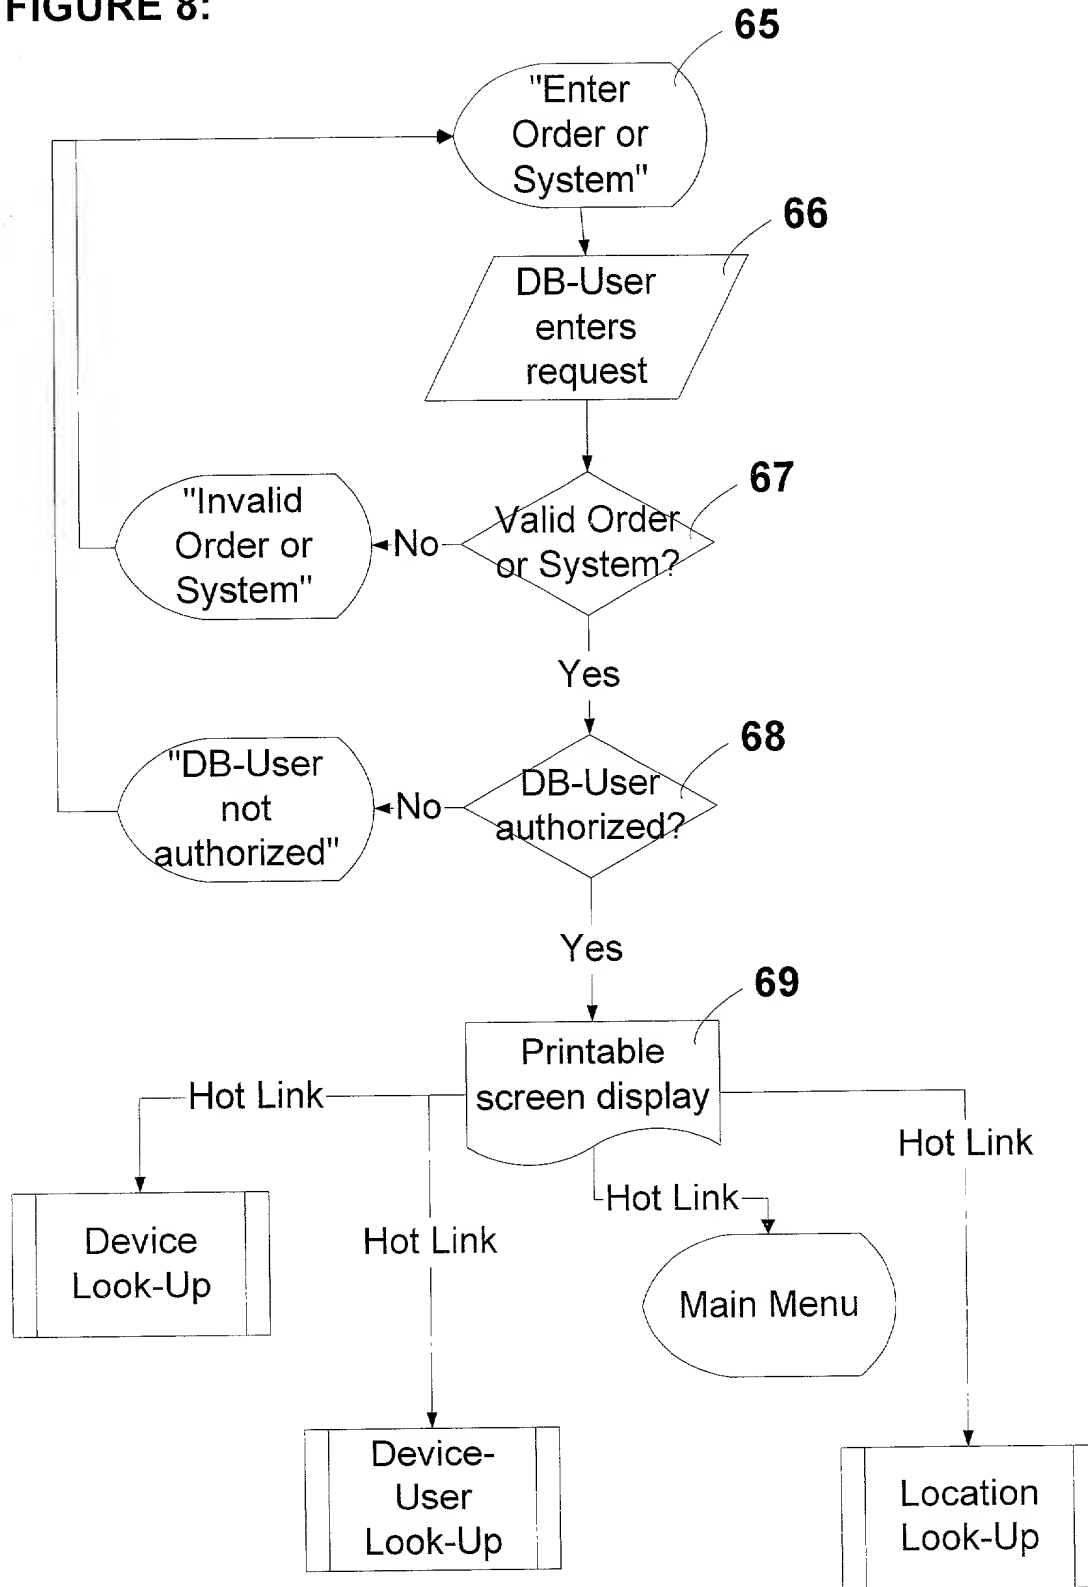 FIGURE 8:
65
"Enter
Order or
System"
66
DB-User
enters
request
67
Valid Order
or System?
No
"Invalid
Order or
System"
Yes
68
DB-User
authorized?
No
"DB-User
not
authorized"
Yes
69
Printable
screen display
Hot Link
Hot Link
Hot Link
Hot Link
Device
Look-Up
Main Menu
Device-
User
Look-Up
Location
Look-Up